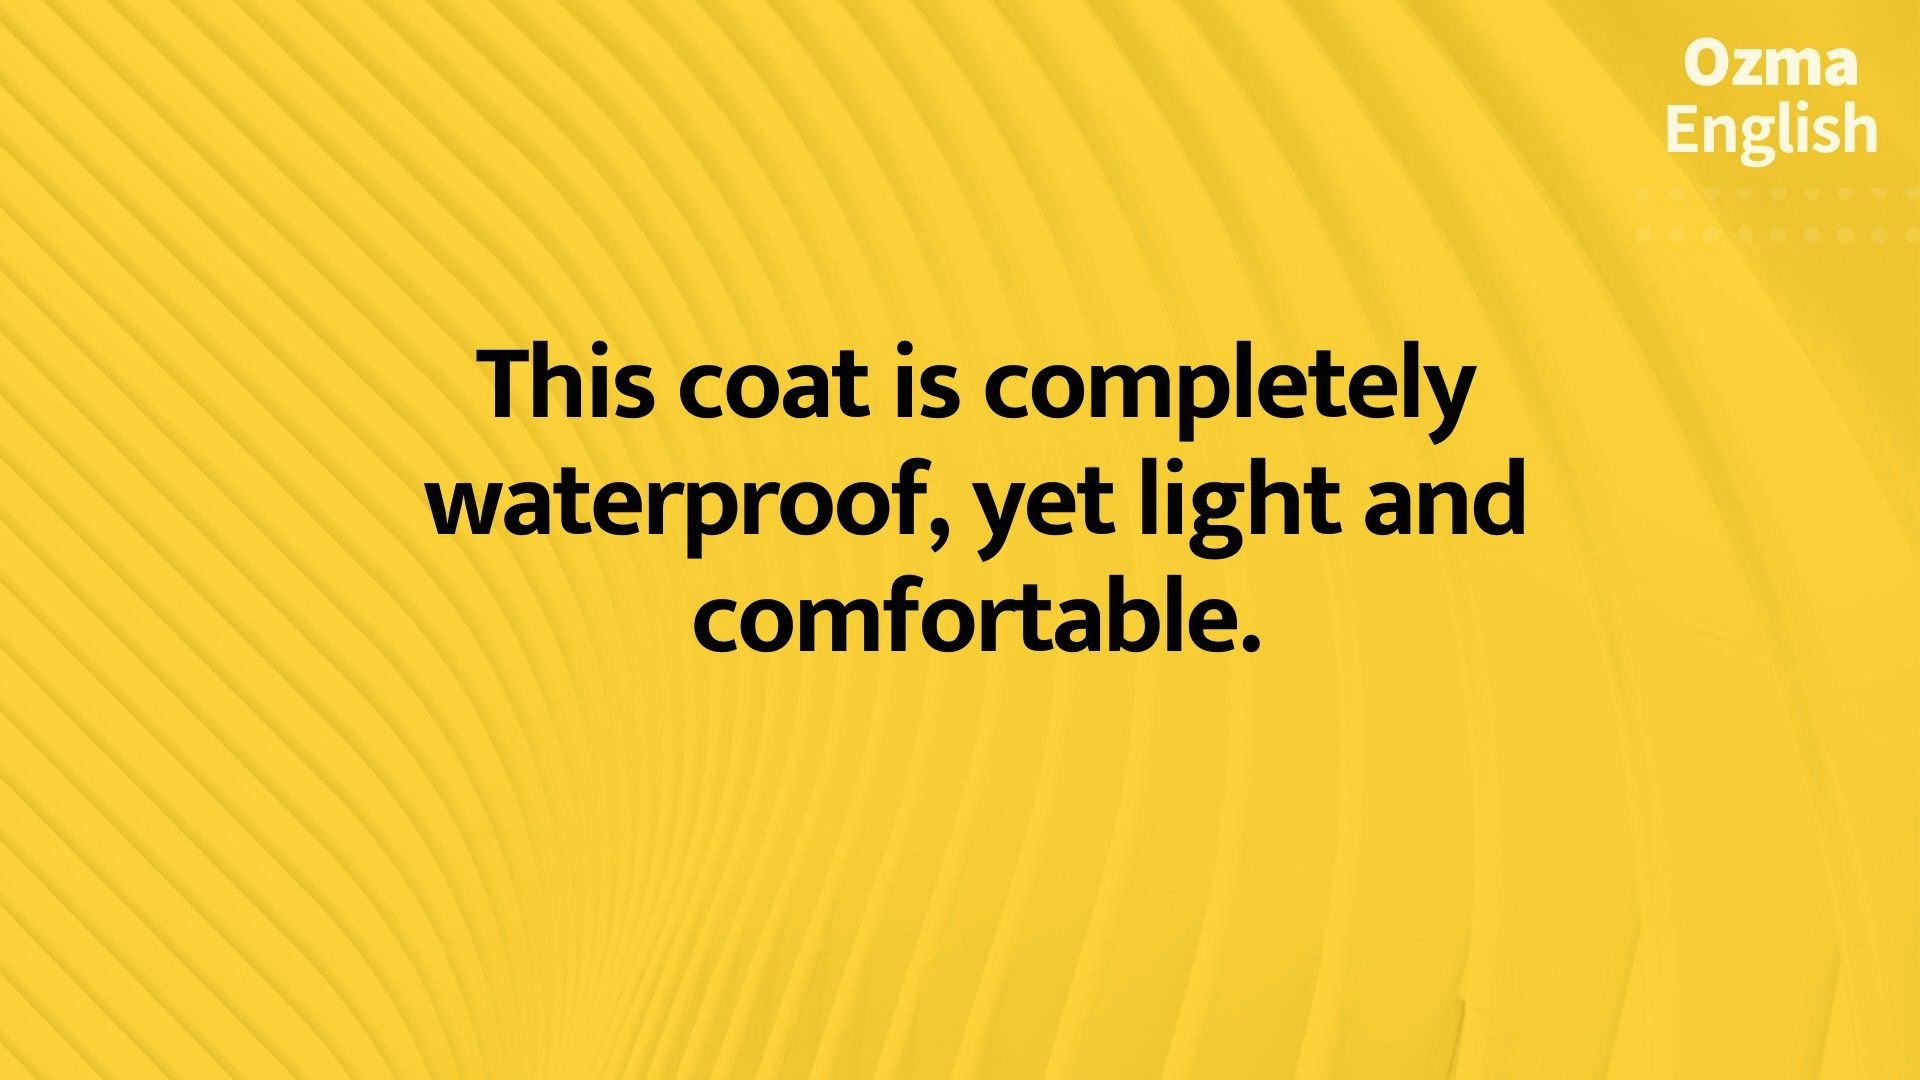 Ozma
English
This coat is completely
waterproof, yet light and
comfortable.